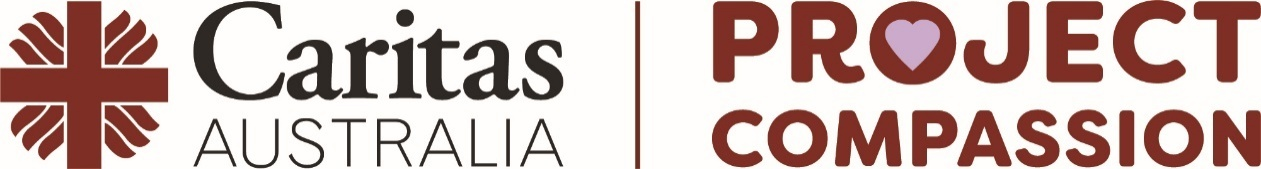 Caritas
AUSTRALIA
PROJECT
COMPASSION